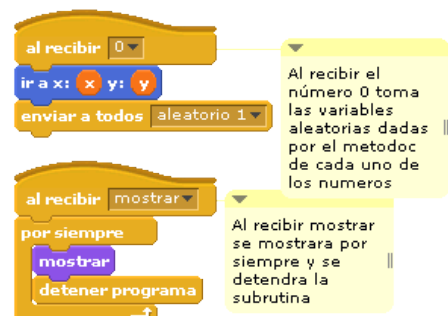 al recibir 0
ir a x: x y: y
enviar a todos aleatorio 1
Al recibir el
número 0 toma
las variables
aleatorias dadas
por el metodoc
de cada uno de
los numeros
al recibir mostrar
por siempre
mostrar
detener programa
Al recibir mostrar
se mostrara por
siempre y se
detendra la
subrutina